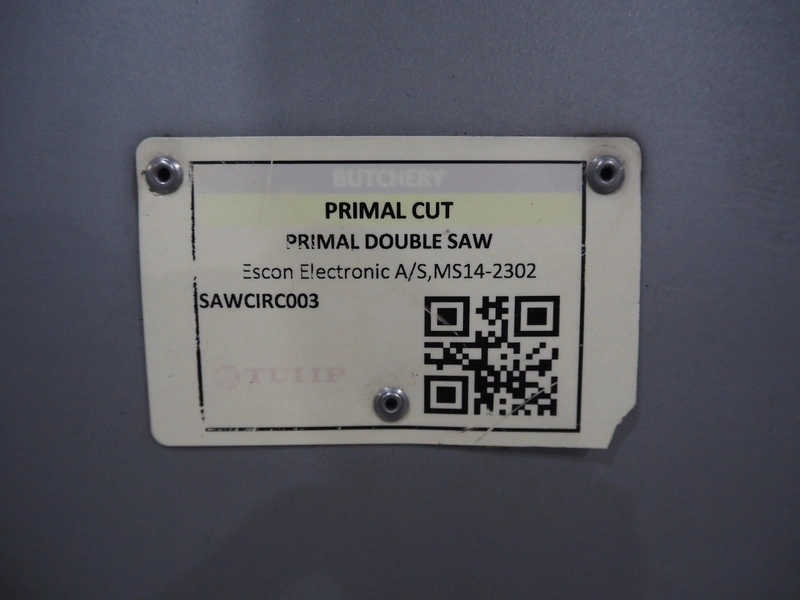 BUTCHERY
PRIMAL CUT
PRIMAL DOUBLE SAW
Escon Electronic A/S,MS14-2302
SAWCIRC003
TULIP